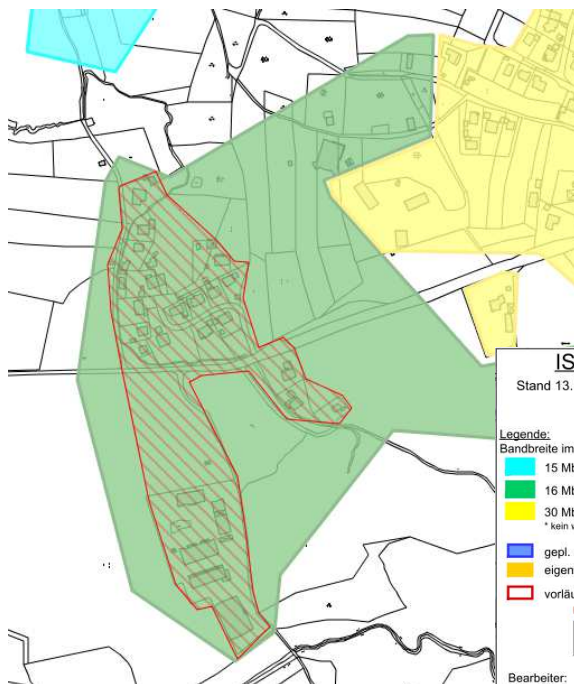 IS
Stand 13.
Legende:
Bandbreite im
15 Mb
16 Mb
30 Mb
* kein v
gepl.
eigen
vorläu
Bearbeiter: